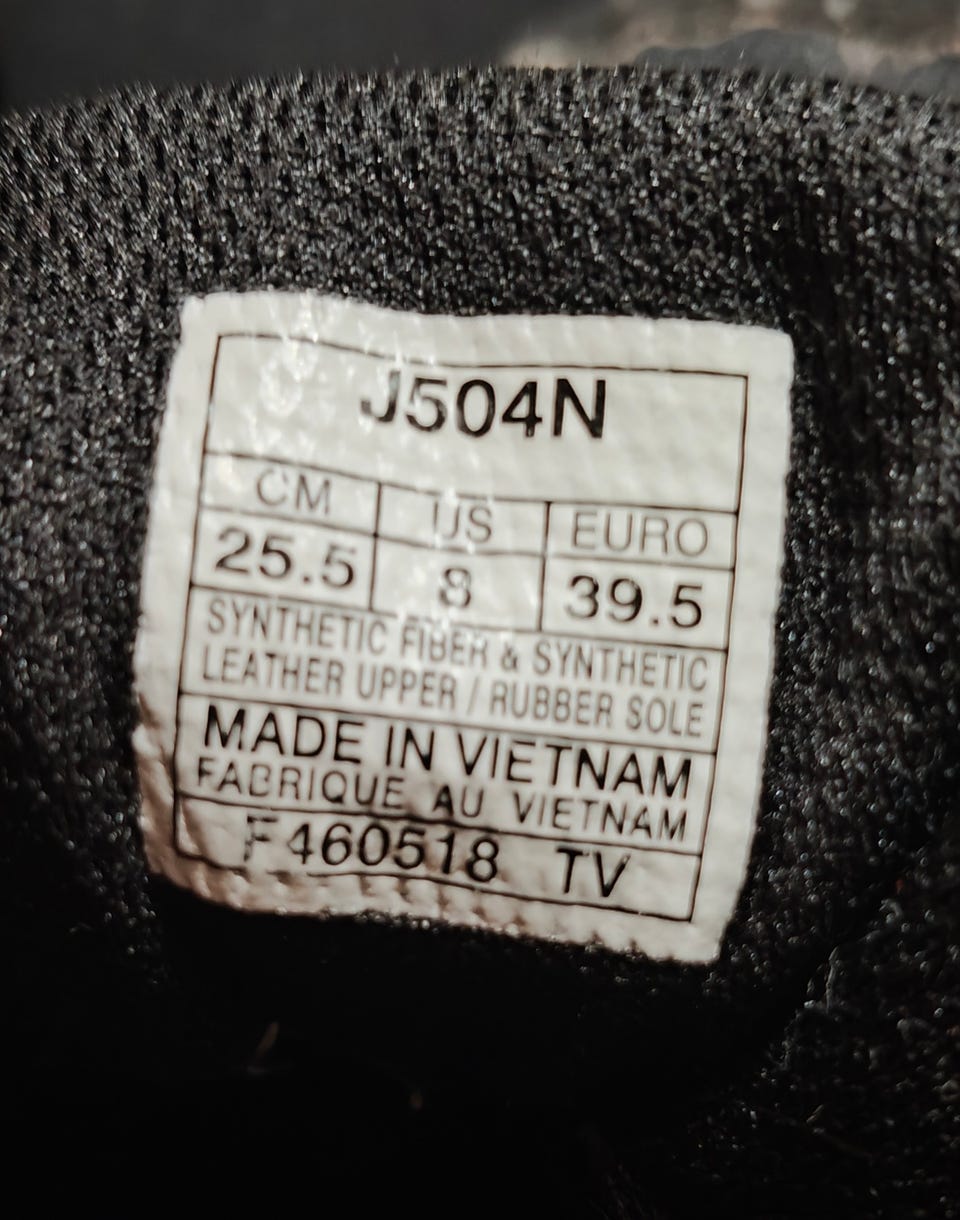 J504N
CM US EURO
25.5 8 39.5
SYNTHETIC FIBER & SYNTHETIC
LEATHER UPPER / RUBBER SOLE
MADE IN VIETNAM
FABRIQUE AU VIETNAM
F460518 TV